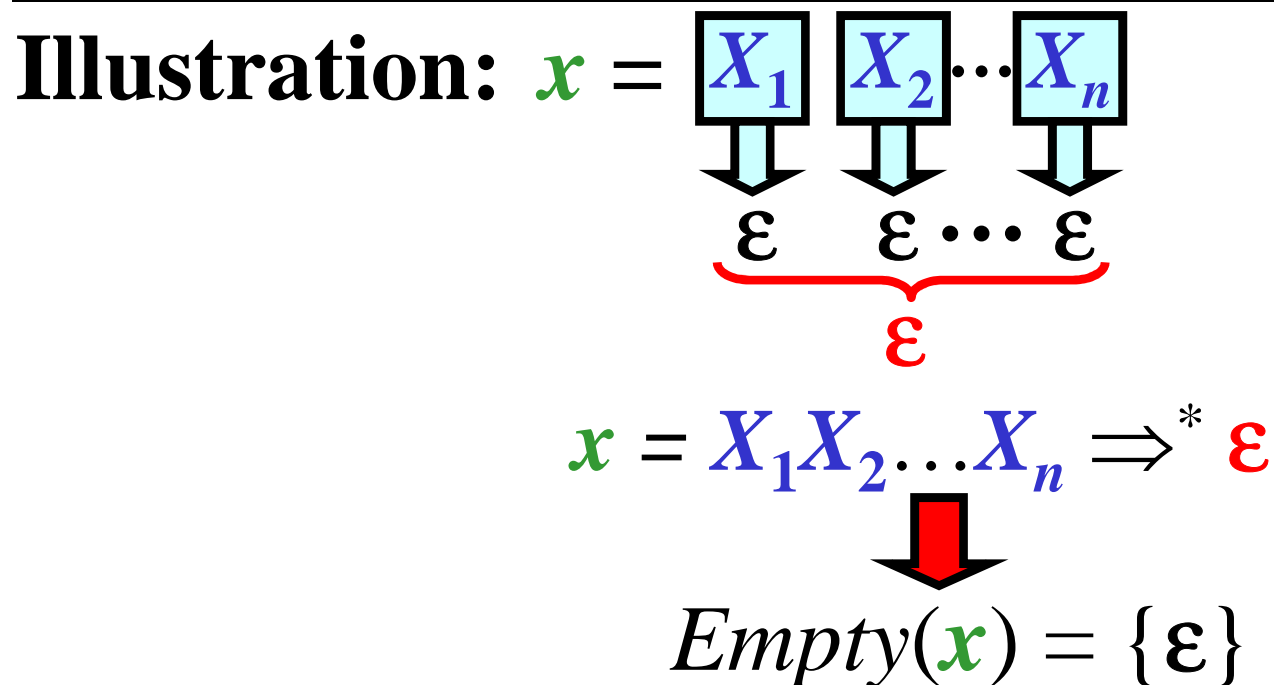 Illustration: x = X₁ X₂ ··· Xₙ
ε ε ··· ε
ε
x = X₁X₂…Xₙ ⇒* ε
Empty(x) = {ε}